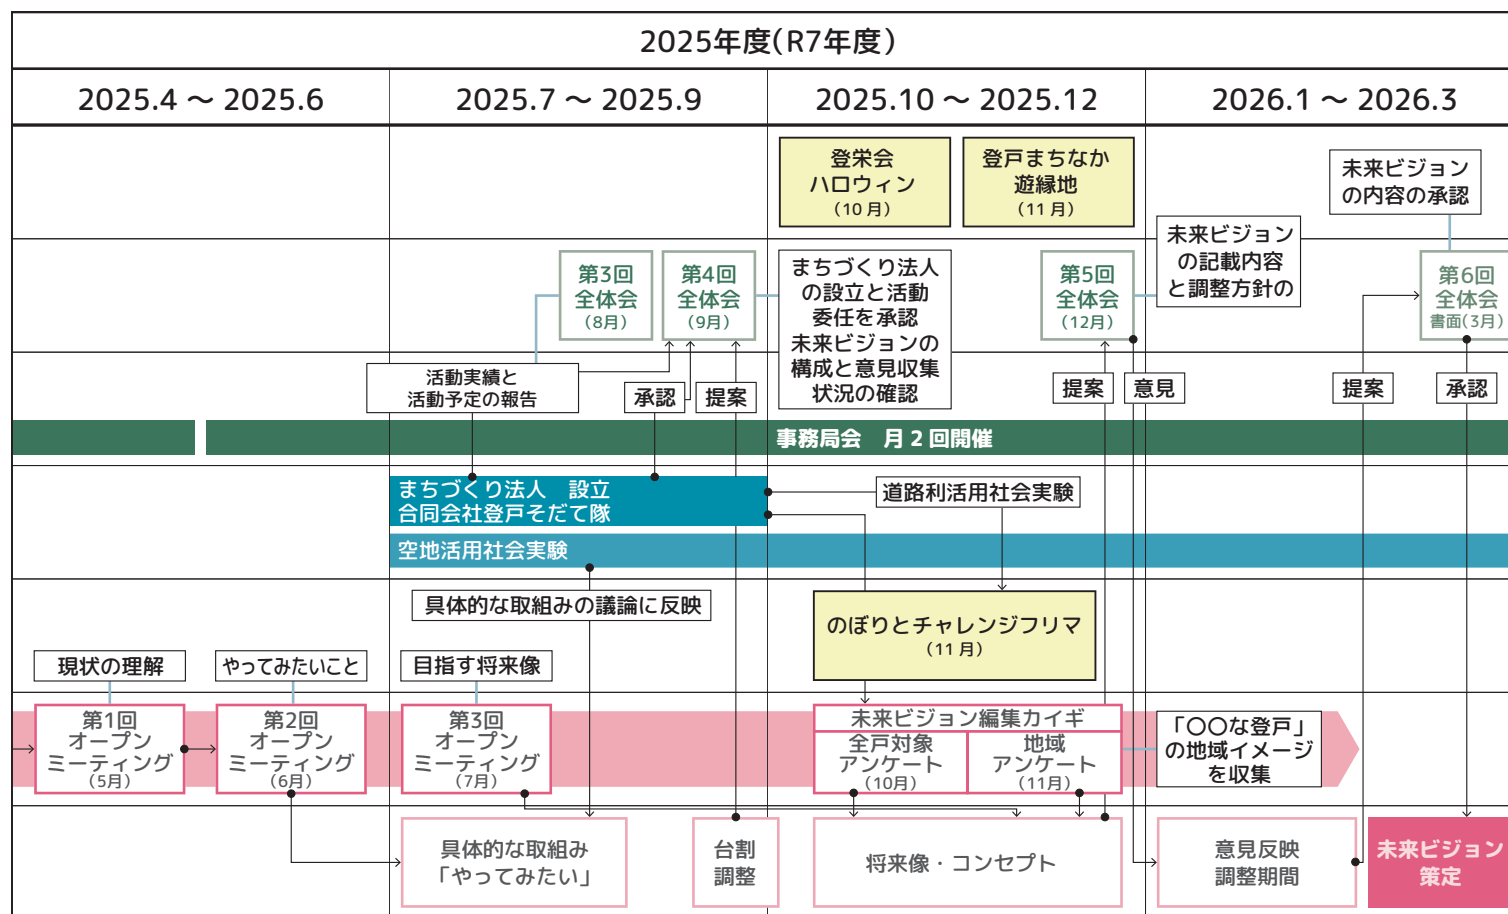 2025年度(R7年度)
2025.4 ～ 2025.6
2025.7 ～ 2025.9
2025.10 ～ 2025.12
2026.1 ～ 2026.3
登栄会
ハロウィン
(10月)
登戸まちなか
遊縁地
(11月)
未来ビジョン
の内容の承認
第3回
全体会
(8月)
第4回
全体会
(9月)
まちづくり法人
の設立と活動
委任を承認
未来ビジョンの
構成と意見収集
状況の確認
第5回
全体会
(12月)
未来ビジョン
の記載内容
と調整方針の
第6回
全体会
書面(3月)
活動実績と
活動予定の報告
承認
提案
提案
意見
提案
承認
事務局会　月2回開催
まちづくり法人　設立
合同会社登戸そだて隊
道路利活用社会実験
空地活用社会実験
具体的な取組みの議論に反映
のぼりとチャレンジフリマ
(11月)
現状の理解
やってみたいこと
目指す将来像
第1回
オープン
ミーティング
(5月)
第2回
オープン
ミーティング
(6月)
第3回
オープン
ミーティング
(7月)
未来ビジョン編集カイギ
全戸対象
アンケート
(10月)
地域
アンケート
(11月)
「〇〇な登戸」
の地域イメージ
を収集
具体的な取組み
「やってみたい」
台割
調整
将来像・コンセプト
意見反映
調整期間
未来ビジョン
策定